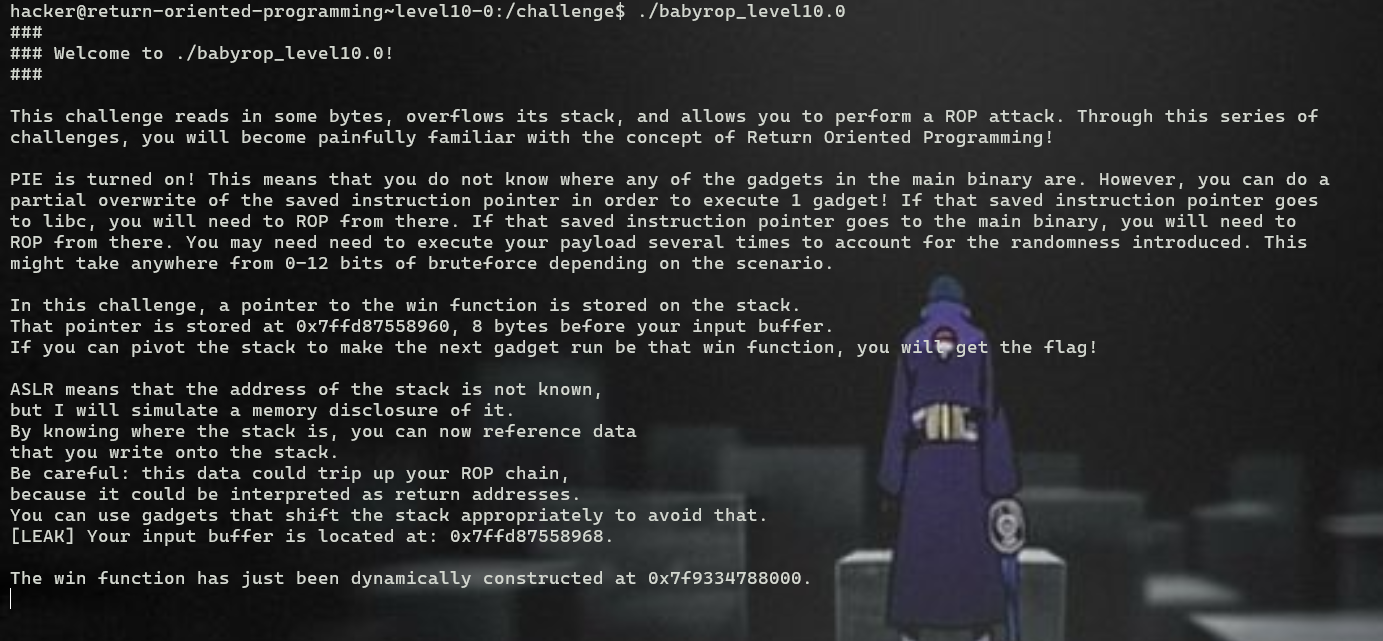 hacker@return-oriented-programming~level10-0:/challenge$ ./babyrop_level10.0
###
### Welcome to ./babyrop_level10.0!
###
This challenge reads in some bytes, overflows its stack, and allows you to perform a ROP attack. Through this series of
challenges, you will become painfully familiar with the concept of Return Oriented Programming!
PIE is turned on! This means that you do not know where any of the gadgets in the main binary are. However, you can do a
partial overwrite of the saved instruction pointer in order to execute 1 gadget! If that saved instruction pointer goes
to libc, you will need to ROP from there. If that saved instruction pointer goes to the main binary, you will need to
ROP from there. You may need need to execute your payload several times to account for the randomness introduced. This
might take anywhere from 0-12 bits of bruteforce depending on the scenario.
In this challenge, a pointer to the win function is stored on the stack.
That pointer is stored at 0x7ffd87558960, 8 bytes before your input buffer.
If you can pivot the stack to make the next gadget run be that win function, you will get the flag!
ASLR means that the address of the stack is not known,
but I will simulate a memory disclosure of it.
By knowing where the stack is, you can now reference data
that you write onto the stack.
Be careful: this data could trip up your ROP chain,
because it could be interpreted as return addresses.
You can use gadgets that shift the stack appropriately to avoid that.
[LEAK] Your input buffer is located at: 0x7ffd87558968.
The win function has just been dynamically constructed at 0x7f9334788000.